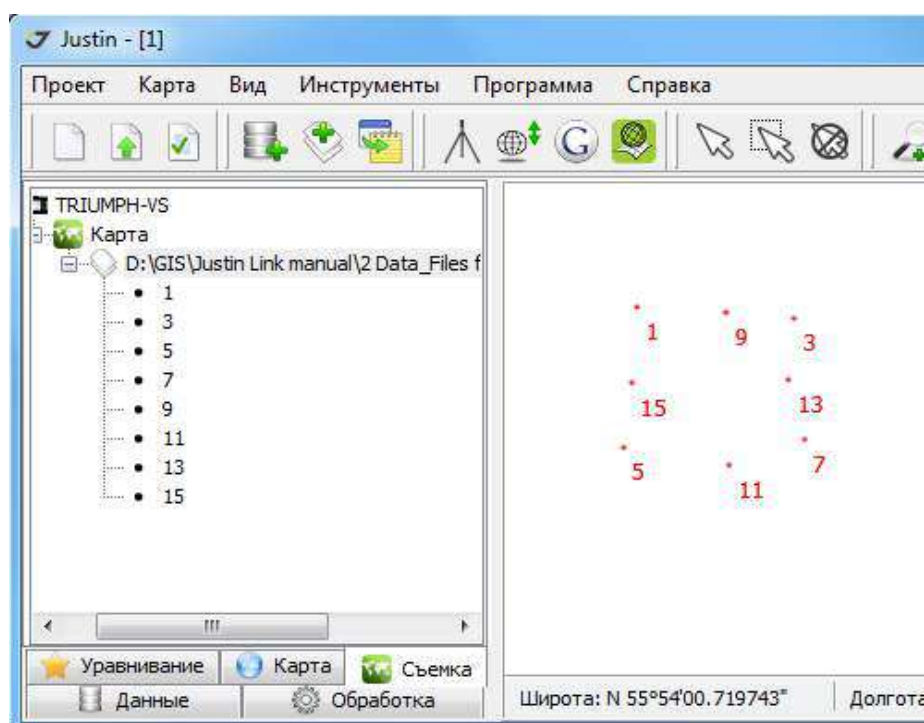 Justin - [1]
Проект Карта Вид Инструменты Программа Справка
TRIUMPH-VS
Карта
D:\GIS\Justin Link manual\2 Data_Files f
1
3
5
7
9
11
13
15
1 9 3
15 13
5 11 7
Уравнивание Карта Съемка
Данные Обработка
Широта: N 55°54'00.719743" Долгота